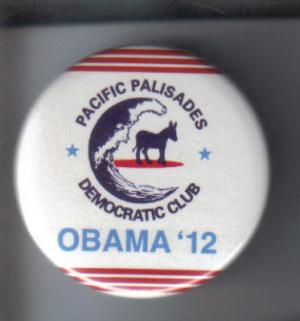 PACIFIC PALISADES
DEMOCRATIC CLUB
OBAMA '12